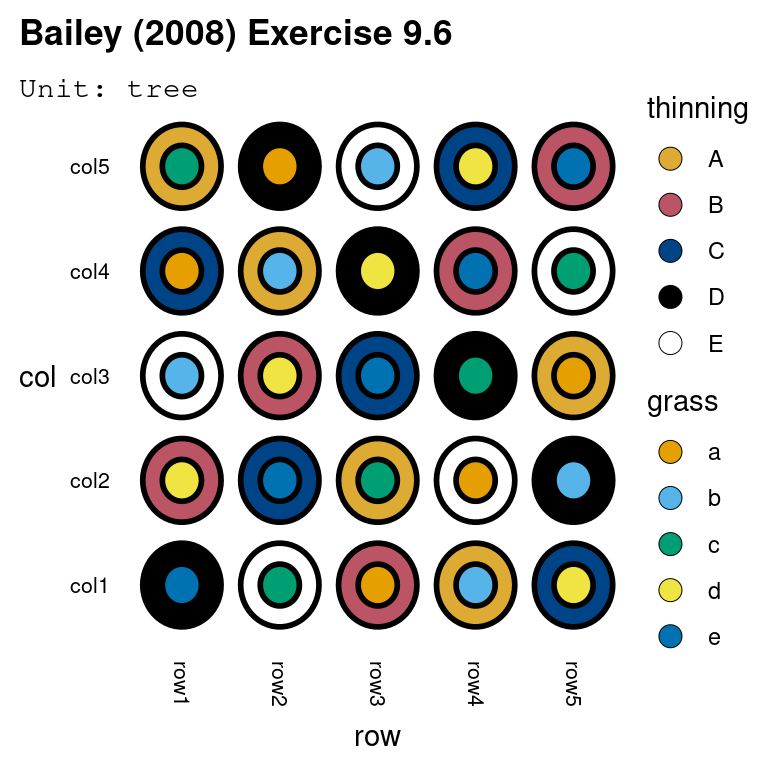 Bailey (2008) Exercise 9.6
Unit: tree
col5
col4
col col3
col2
col1
row1 row2 row3 row4 row5
row
thinning
A
B
C
D
E
grass
a
b
c
d
e